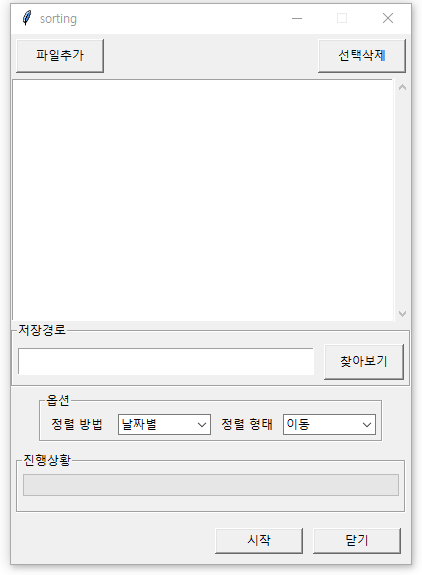 sorting
파일추가 선택삭제
저장경로
찾아보기
옵션
정렬 방법 날짜별 정렬 형태 이동
진행상황
시작 닫기